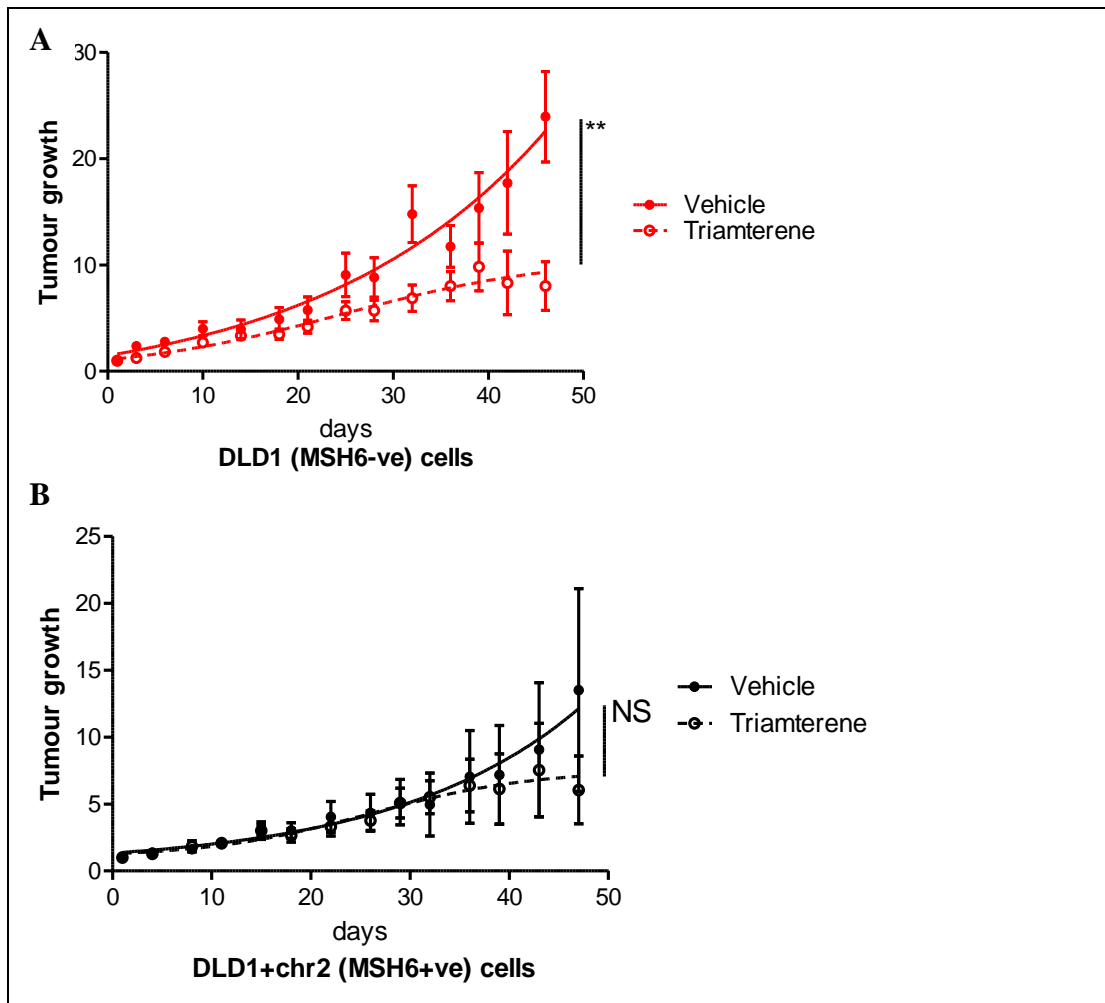 A
30
20
10
0
Tumour growth
**
Vehicle
Triamterene
0 10 20 30 40 50
days
DLD1 (MSH6-ve) cells
B
25
20
15
10
5
0
Tumour growth
NS
Vehicle
Triamterene
0 10 20 30 40 50
days
DLD1+chr2 (MSH6+ve) cells